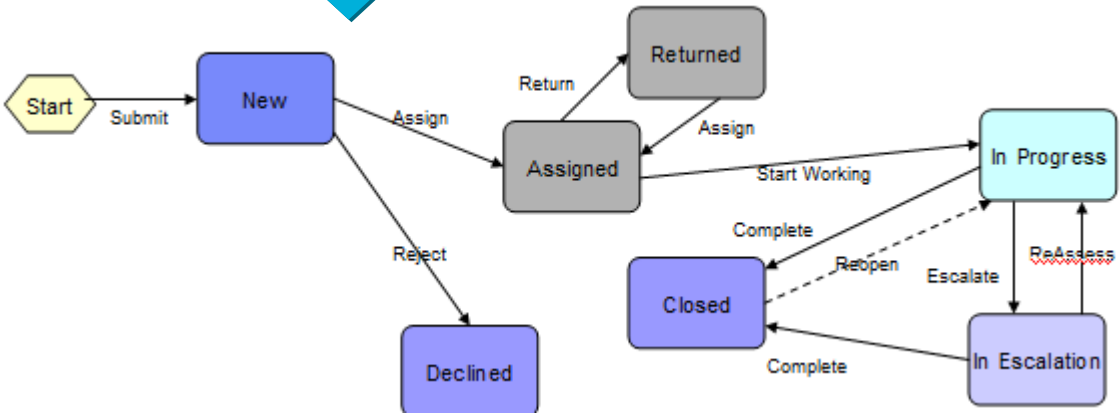 Returned
Return
Start
New
Submit
Assign
Assign
Assigned
In Progress
Start Working
Complete
Reject
Reopen
ReAssess
Escalate
Closed
In Escalation
Complete
Declined